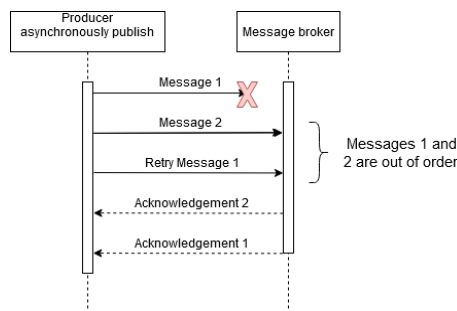 Producer
asynchronously publish
Message broker
Message 1
X
Message 2
Retry Message 1
Messages 1 and
2 are out of order
Acknowledgement 2
Acknowledgement 1